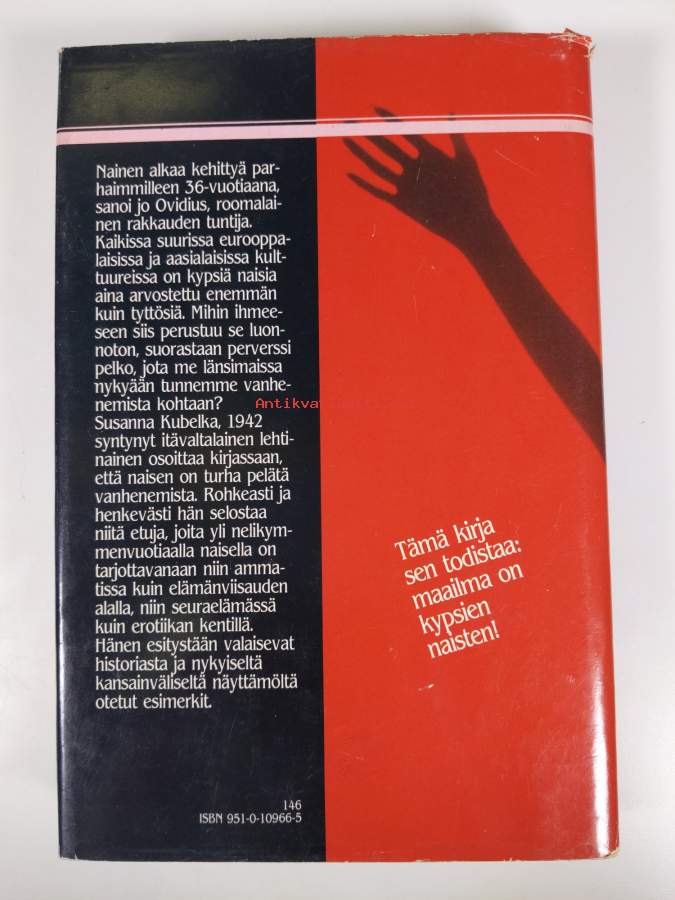 Nainen alkaa kehittyä par-
haimmilleen 36-vuotiaana,
sanoi jo Ovidius, roomalai-
nen rakkauden tuntija.
Kaikissa suurissa eurooppa-
laisissa ja aasialaisissa kult-
tuureissa on kypsiä naisia
aina arvostettu enemmän
kuin tyttösiä. Mihin ihmee-
seen siis perustuu se luon-
noton, suorastaan perverssi
pelko, jota me länsimaissa
nykyään tunnemme vanhe-
nemista kohtaan?
Susanna Kubelka, 1942
syntynyt itävaltalainen lehti-
nainen osoittaa kirjassaan,
että naisen on turha pelätä
vanhenemista. Rohkeasti ja
henkevästi hän selostaa
niitä etuja, joita yli nelikym-
menvuotiaalla naisella on
tarjottavanaan niin amma-
tissa kuin elämänviisauden
alalla, niin seuraelämässä
kuin erotiikan kentillä.
Hänen esitystään valaisevat
historiasta ja nykyiseltä
kansainväliseltä näyttämöltä
otetut esimerkit.
146
ISBN 951-0-10966-5
Tämä kirja
sen todistaa:
maailma on
kypsien
naisten!